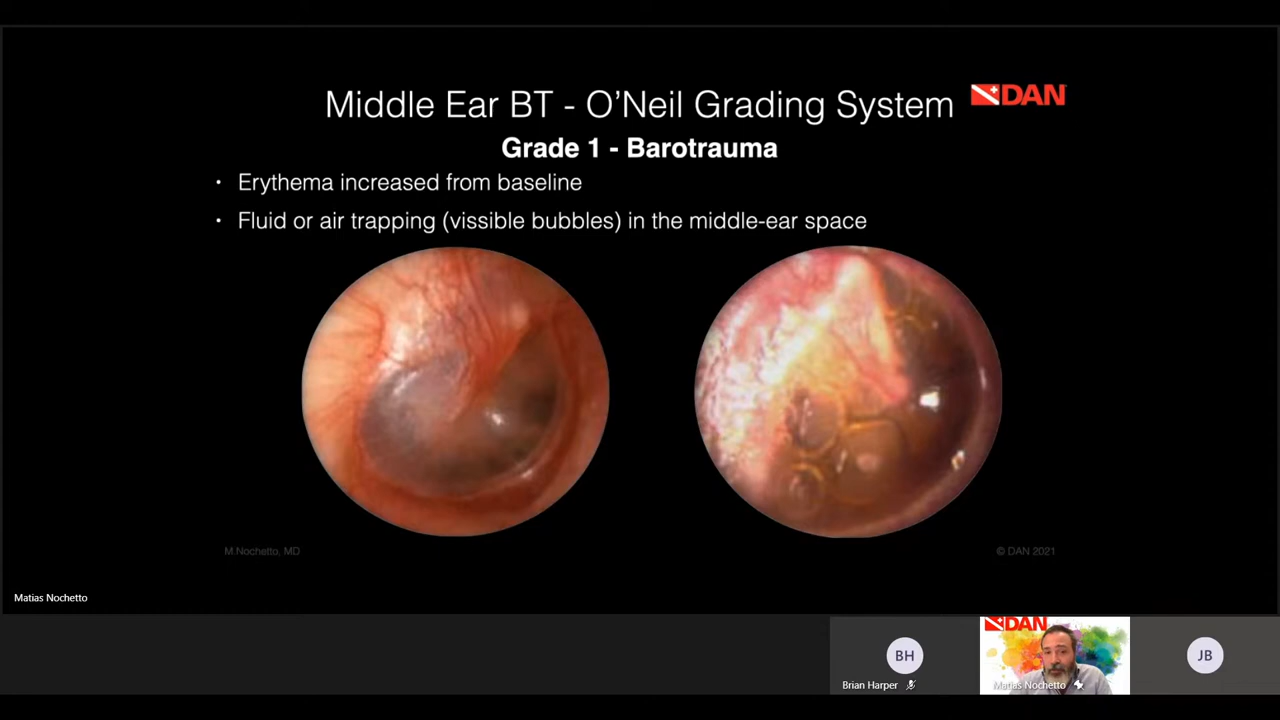 Middle Ear BT - O'Neil Grading System
DAN
Grade 1 - Barotrauma
• Erythema increased from baseline
• Fluid or air trapping (vissible bubbles) in the middle-ear space
M.Nochetto, MD
© DAN 2021
Matias Nochetto
DAN
BH
JB
Brian Harper
Matias Nochetto